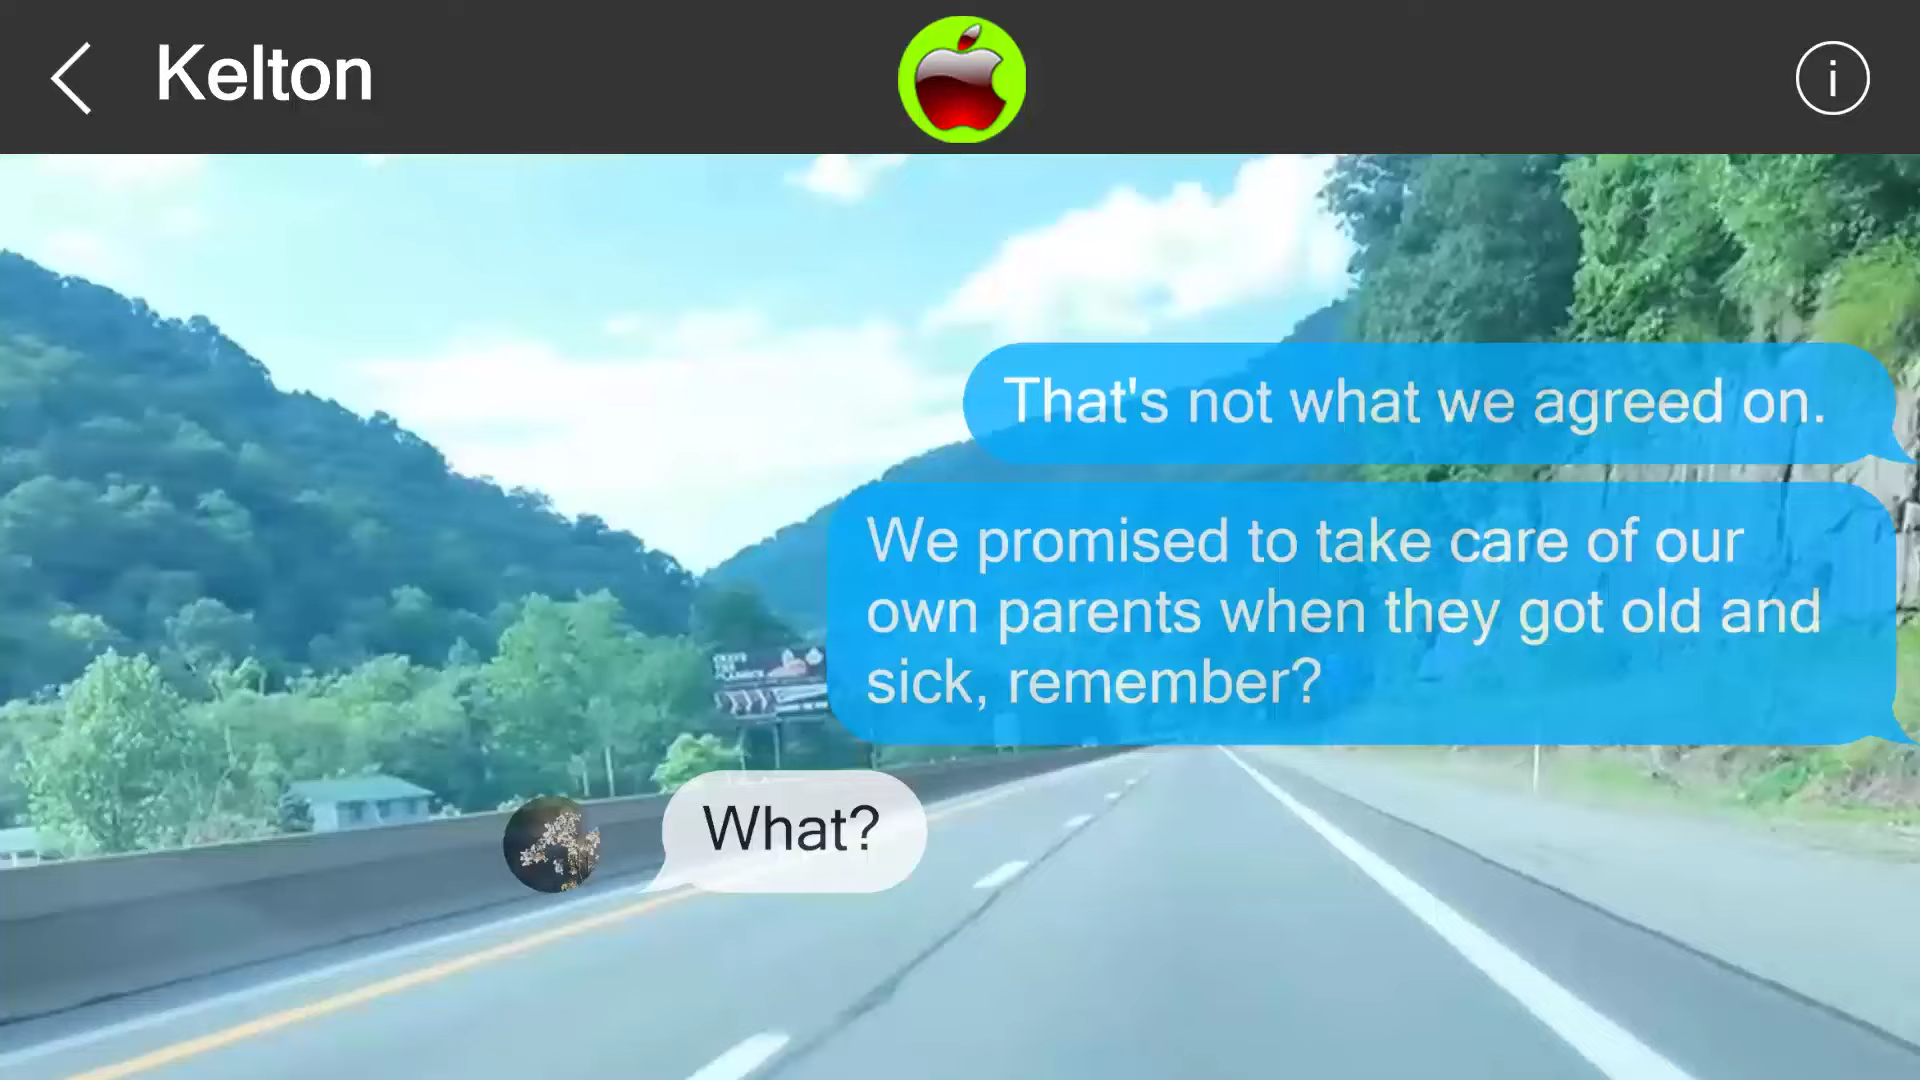 Kelton
That's not what we agreed on.
We promised to take care of our
own parents when they got old and
sick, remember?
What?